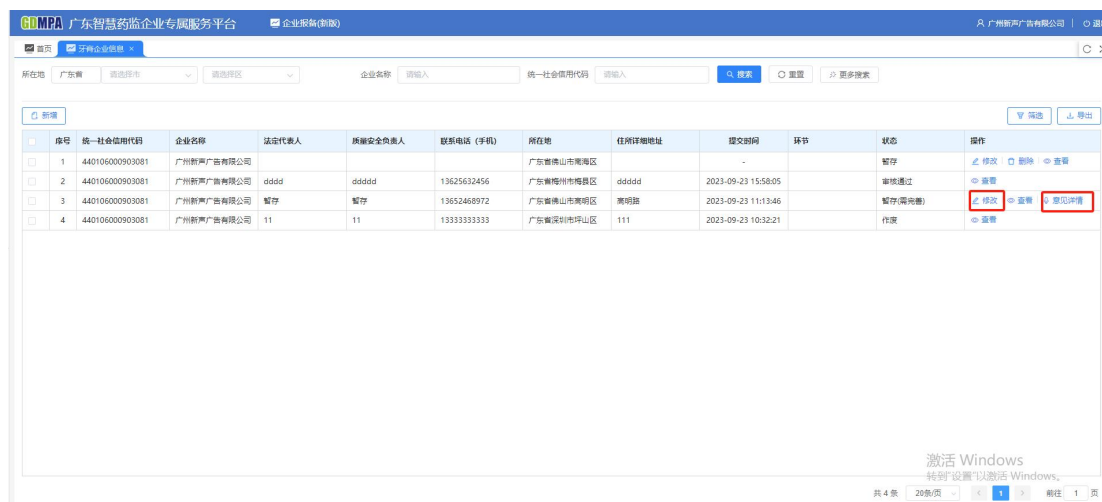 GDMPA 广东智慧药监企业专属服务平台 企业报备(新版) 广州新声广告有限公司
首页 牙膏企业信息 ×
所在地 广东省 请选择市 请选择区 企业名称 请输入 统一社会信用代码 请输入 搜索 重置 更多搜索
新增 筛选 导出
序号 统一社会信用代码 企业名称 法定代表人 质量安全负责人 联系电话（手机） 所在地 住所详细地址 提交时间 环节 状态 操作
1 440106000903081 广州新声广告有限公司 广东省佛山市南海区 - 暂存 修改 删除 查看
2 440106000903081 广州新声广告有限公司 dddd ddddd 13625632456 广东省梅州市梅县区 ddddd 2023-09-23 15:58:05 审核通过 查看
3 440106000903081 广州新声广告有限公司 暂存 暂存 13652468972 广东省佛山市高明区 高明路 2023-09-23 11:13:46 暂存(需完善) 修改 查看 意见详情
4 440106000903081 广州新声广告有限公司 11 11 13333333333 广东省深圳市坪山区 111 2023-09-23 10:32:21 作废 查看
激活 Windows
转到"设置"以激活 Windows。
共 4 条 20条/页 < 1 > 前往 1 页